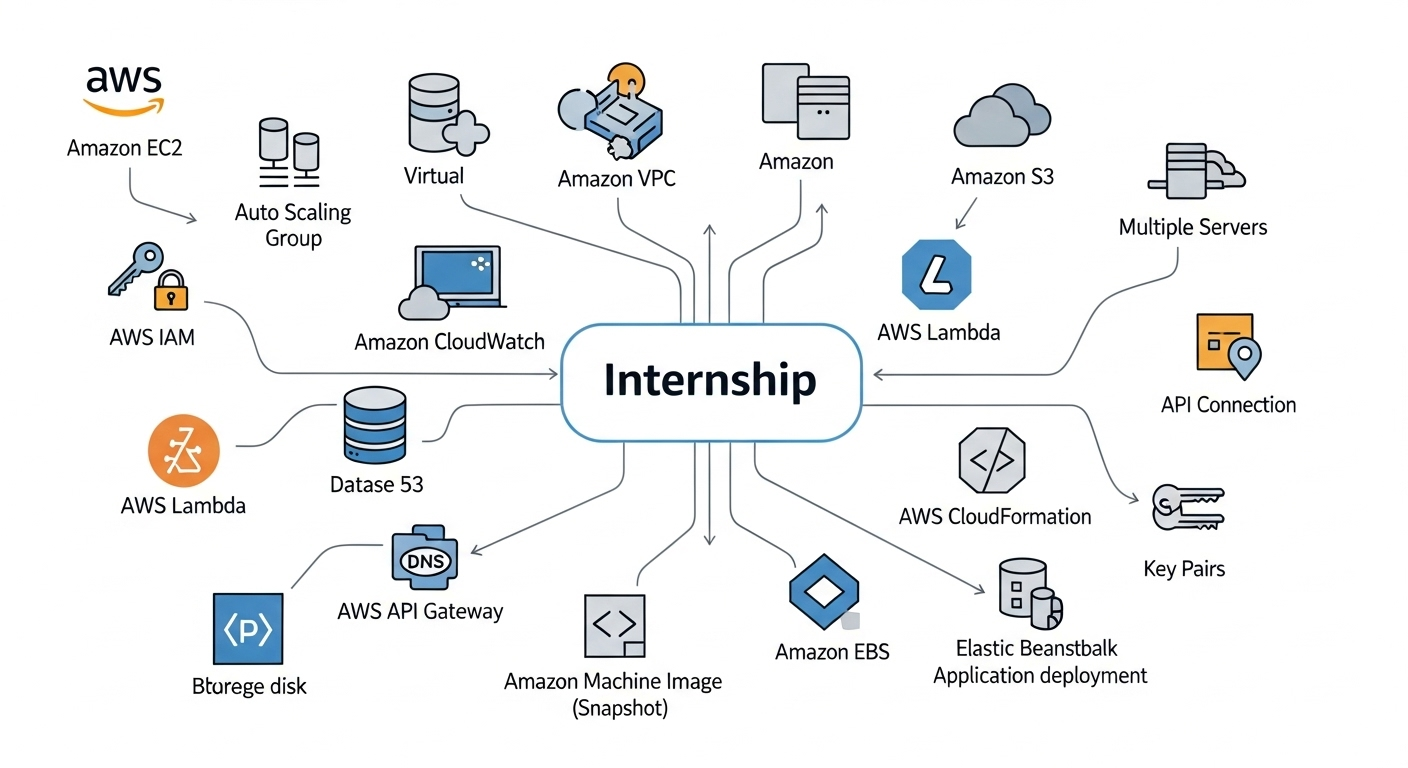 aws
Amazon EC2
Auto Scaling
Group
Virtual
Amazon VPC
Amazon
Amazon S3
Multiple Servers
AWS IAM
Amazon CloudWatch
AWS Lambda
Internship
API Connection
AWS Lambda
Datase 53
AWS CloudFormation
Key Pairs
DNS
AWS API Gateway
P
Bturege disk
Amazon Machine Image
(Snapshot)
Amazon EBS
Elastic Beanstbalk
Application deployment